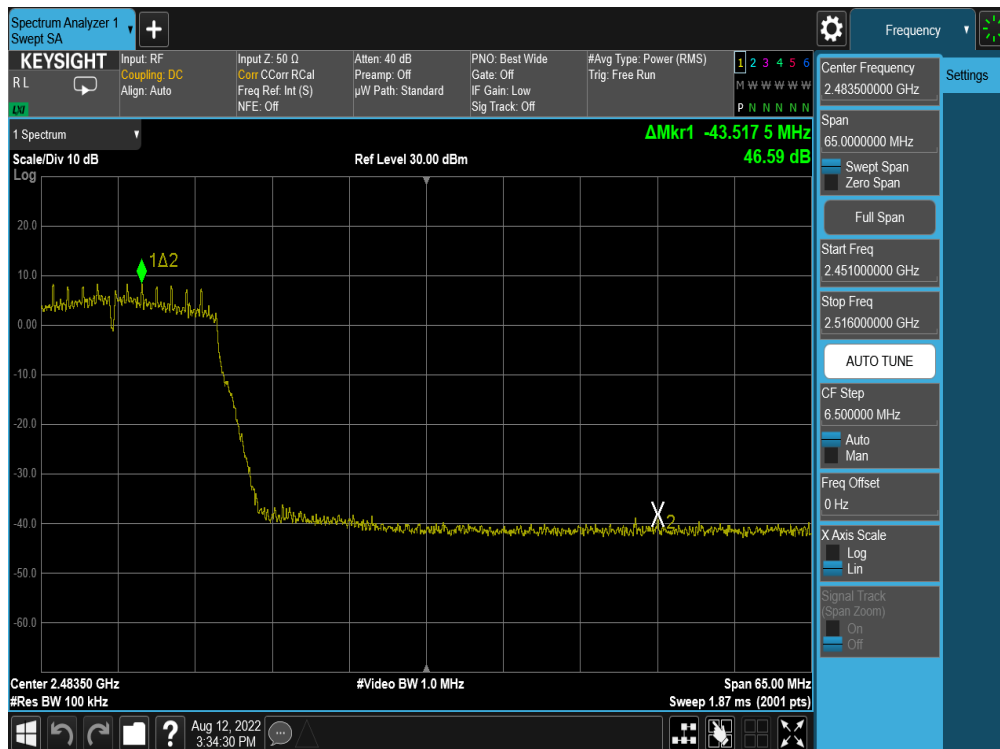 Spectrum Analyzer 1
Swept SA
Frequency
KEYSIGHT
R L
LXI
Input: RF
Coupling: DC
Align: Auto
Input Z: 50 Ω
Corr CCorr RCal
Freq Ref: Int (S)
NFE: Off
Atten: 40 dB
Preamp: Off
µW Path: Standard
PNO: Best Wide
Gate: Off
IF Gain: Low
Sig Track: Off
#Avg Type: Power (RMS)
Trig: Free Run
1 2 3 4 5 6
M W W W W W
P N N N N N
1 Spectrum
Scale/Div 10 dB
Log
Ref Level 30.00 dBm
ΔMkr1 -43.517 5 MHz
46.59 dB
20.0
10.0
0.00
-10.0
-20.0
-30.0
-40.0
-50.0
-60.0
1Δ2
X2
Center 2.48350 GHz
#Res BW 100 kHz
#Video BW 1.0 MHz
Span 65.00 MHz
Sweep 1.87 ms (2001 pts)
Center Frequency
2.483500000 GHz
Settings
Span
65.0000000 MHz
Swept Span
Zero Span
Full Span
Start Freq
2.451000000 GHz
Stop Freq
2.516000000 GHz
AUTO TUNE
CF Step
6.500000 MHz
Auto
Man
Freq Offset
0 Hz
X Axis Scale
Log
Lin
Signal Track
(Span Zoom)
On
Off
?
Aug 12, 2022
3:34:30 PM